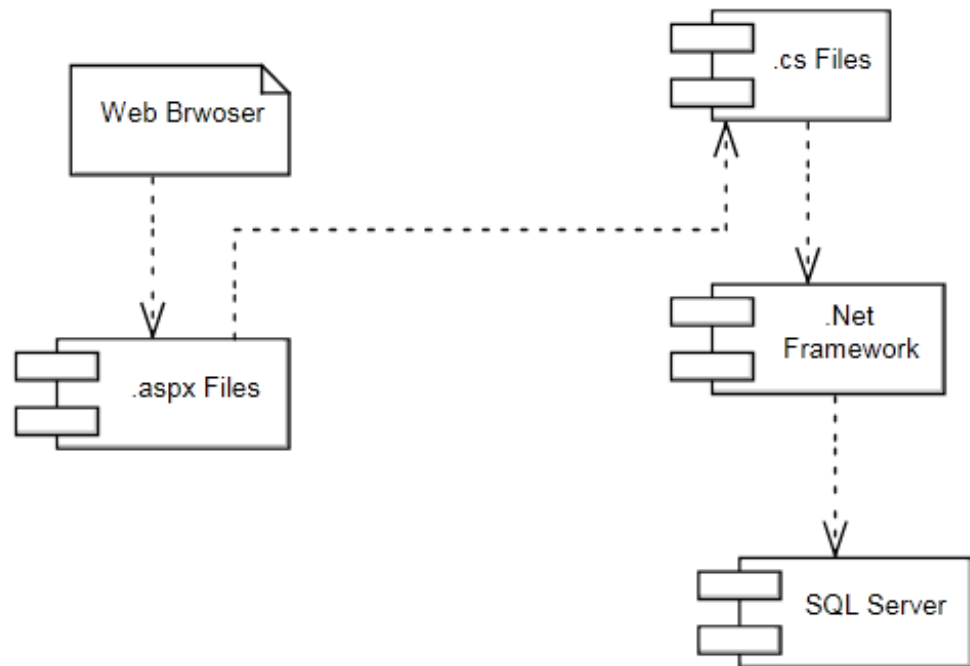 Web Brwoser
.cs Files
.aspx Files
.Net
Framework
SQL Server